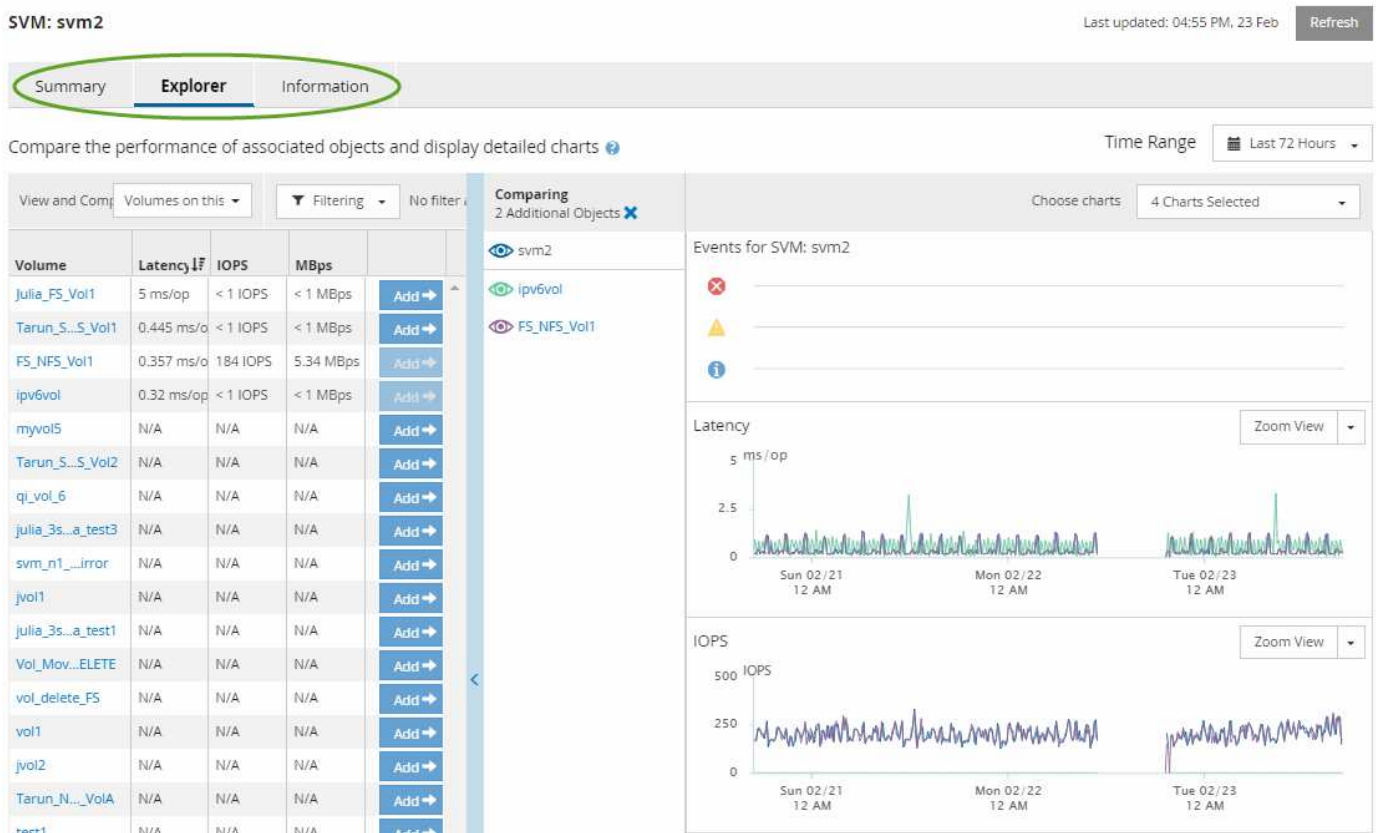 SVM: svm2
Last updated: 04:55 PM, 23 Feb Refresh
Summary Explorer Information
Compare the performance of associated objects and display detailed charts ?
Time Range Last 72 Hours
View and Comp Volumes on this Filtering No filter
Comparing
2 Additional Objects
Choose charts 4 Charts Selected
Volume Latency IOPS MBps
Julia_FS_Vol1 5 ms/op < 1 IOPS < 1 MBps Add
Tarun_S...S_Vol1 0.445 ms/o < 1 IOPS < 1 MBps Add
FS_NFS_Vol1 0.357 ms/o 184 IOPS 5.34 MBps Add
ipv6vol 0.32 ms/op < 1 IOPS < 1 MBps Add
myvol5 N/A N/A N/A Add
Tarun_S...S_Vol2 N/A N/A N/A Add
qi_vol_6 N/A N/A N/A Add
julia_3s...a_test3 N/A N/A N/A Add
svm_n1_...irror N/A N/A N/A Add
jvol1 N/A N/A N/A Add
julia_3s...a_test1 N/A N/A N/A Add
Vol_Mov...ELETE N/A N/A N/A Add
vol_delete_FS N/A N/A N/A Add
vol1 N/A N/A N/A Add
jvol2 N/A N/A N/A Add
Tarun_N..._VolA N/A N/A N/A Add
test1 N/A N/A N/A Add
svm2
ipv6vol
FS_NFS_Vol1
Events for SVM: svm2
Latency Zoom View
5 ms/op
2.5
0
Sun 02/21 Mon 02/22 Tue 02/23
12 AM 12 AM 12 AM
IOPS Zoom View
500 IOPS
250
0
Sun 02/21 Mon 02/22 Tue 02/23
12 AM 12 AM 12 AM